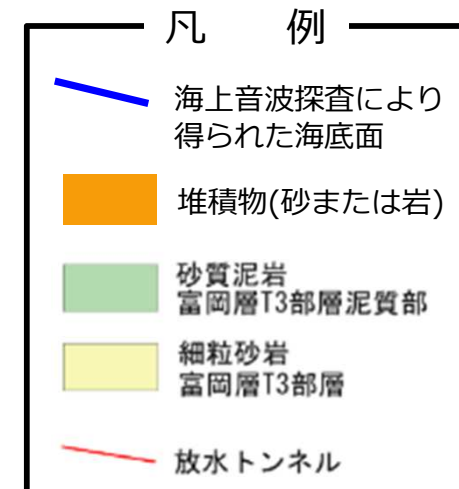 凡　例
海上音波探査により
得られた海底面
堆積物(砂または岩)
砂質泥岩
富岡層T3部層泥質部
細粒砂岩
富岡層T3部層
放水トンネル